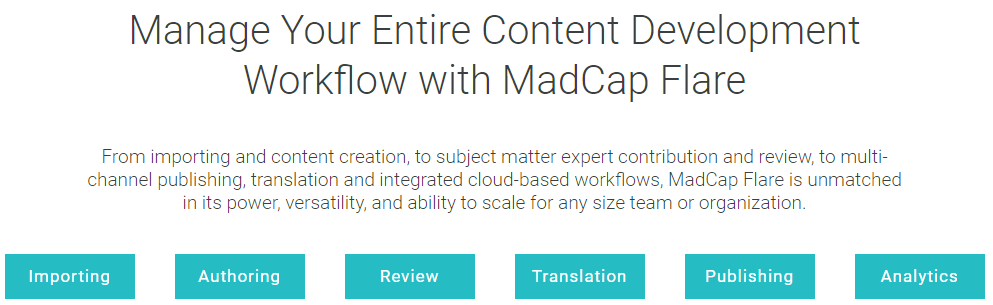 Manage Your Entire Content Development
Workflow with MadCap Flare
From importing and content creation, to subject matter expert contribution and review, to multi-
channel publishing, translation and integrated cloud-based workflows, MadCap Flare is unmatched
in its power, versatility, and ability to scale for any size team or organization.
Importing
Authoring
Review
Translation
Publishing
Analytics